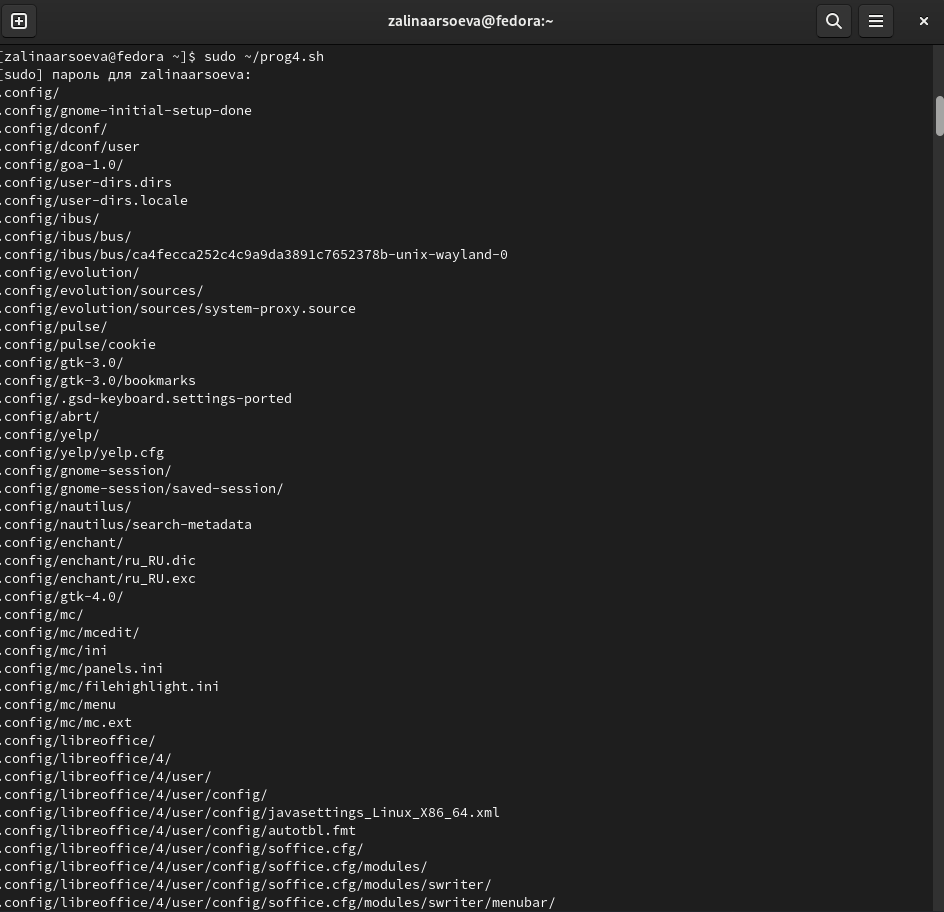 zalinaarsoeva@fedora:~
[zalinaarsoeva@fedora ~]$ sudo ~/prog4.sh
[sudo] пароль для zalinaarsoeva:
.config/
.config/gnome-initial-setup-done
.config/dconf/
.config/dconf/user
.config/goa-1.0/
.config/user-dirs.dirs
.config/user-dirs.locale
.config/ibus/
.config/ibus/bus/
.config/ibus/bus/ca4fecca252c4c9a9da3891c7652378b-unix-wayland-0
.config/evolution/
.config/evolution/sources/
.config/evolution/sources/system-proxy.source
.config/pulse/
.config/pulse/cookie
.config/gtk-3.0/
.config/gtk-3.0/bookmarks
.config/.gsd-keyboard.settings-ported
.config/abrt/
.config/yelp/
.config/yelp/yelp.cfg
.config/gnome-session/
.config/gnome-session/saved-session/
.config/nautilus/
.config/nautilus/search-metadata
.config/enchant/
.config/enchant/ru_RU.dic
.config/enchant/ru_RU.exc
.config/gtk-4.0/
.config/mc/
.config/mc/mcedit/
.config/mc/ini
.config/mc/panels.ini
.config/mc/filehighlight.ini
.config/mc/menu
.config/mc/mc.ext
.config/libreoffice/
.config/libreoffice/4/
.config/libreoffice/4/user/
.config/libreoffice/4/user/config/
.config/libreoffice/4/user/config/javasettings_Linux_X86_64.xml
.config/libreoffice/4/user/config/autotbl.fmt
.config/libreoffice/4/user/config/soffice.cfg/
.config/libreoffice/4/user/config/soffice.cfg/modules/
.config/libreoffice/4/user/config/soffice.cfg/modules/swriter/
.config/libreoffice/4/user/config/soffice.cfg/modules/swriter/menubar/